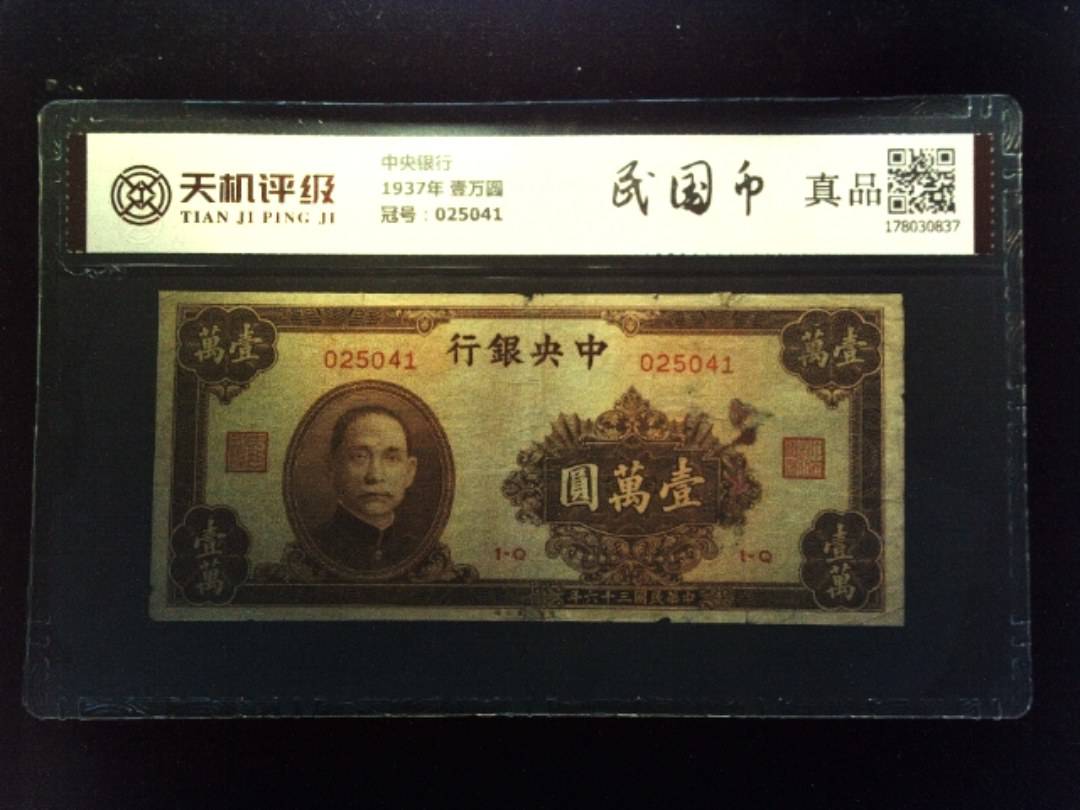 天机评级
TIAN JI PING JI
中央银行
1937年 壹万圆
冠号：025041
民国币
真品
178030837
行銀央中
025041
025041
萬壹
萬壹
圓萬壹
壹萬
壹萬
1-Q
1-Q
年六十三國民華中